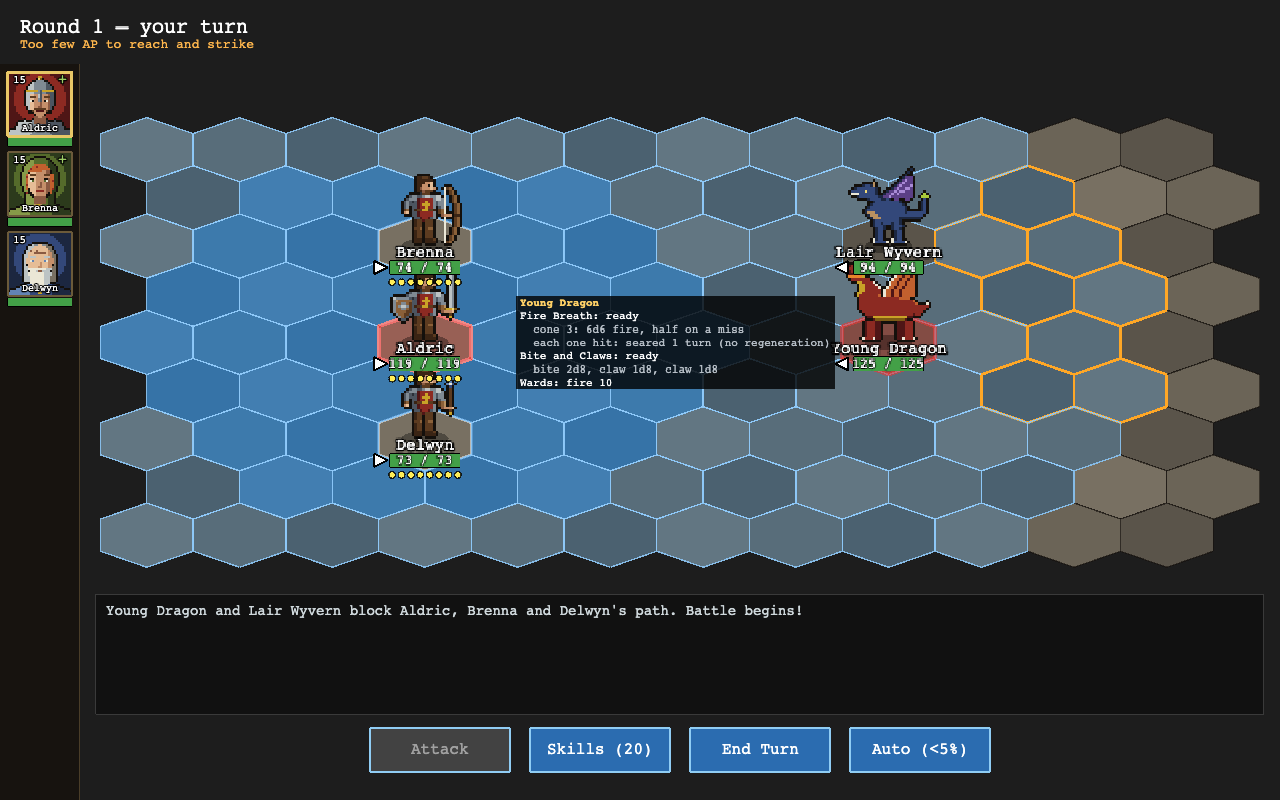 Round 1 — your turn
Too few AP to reach and strike
15 +
Aldric
15 +
Brenna
15
Delwyn
Brenna
74 / 74
Lair Wyvern
94 / 94
Aldric
119 / 119
Young Dragon
125 / 125
Young Dragon
Fire Breath: ready
cone 3: 6d6 fire, half on a miss
each one hit: seared 1 turn (no regeneration)
Bite and Claws: ready
bite 2d8, claw 1d8, claw 1d8
Wards: fire 10
Delwyn
73 / 73
Young Dragon and Lair Wyvern block Aldric, Brenna and Delwyn's path. Battle begins!
Attack
Skills (20)
End Turn
Auto (<5%)